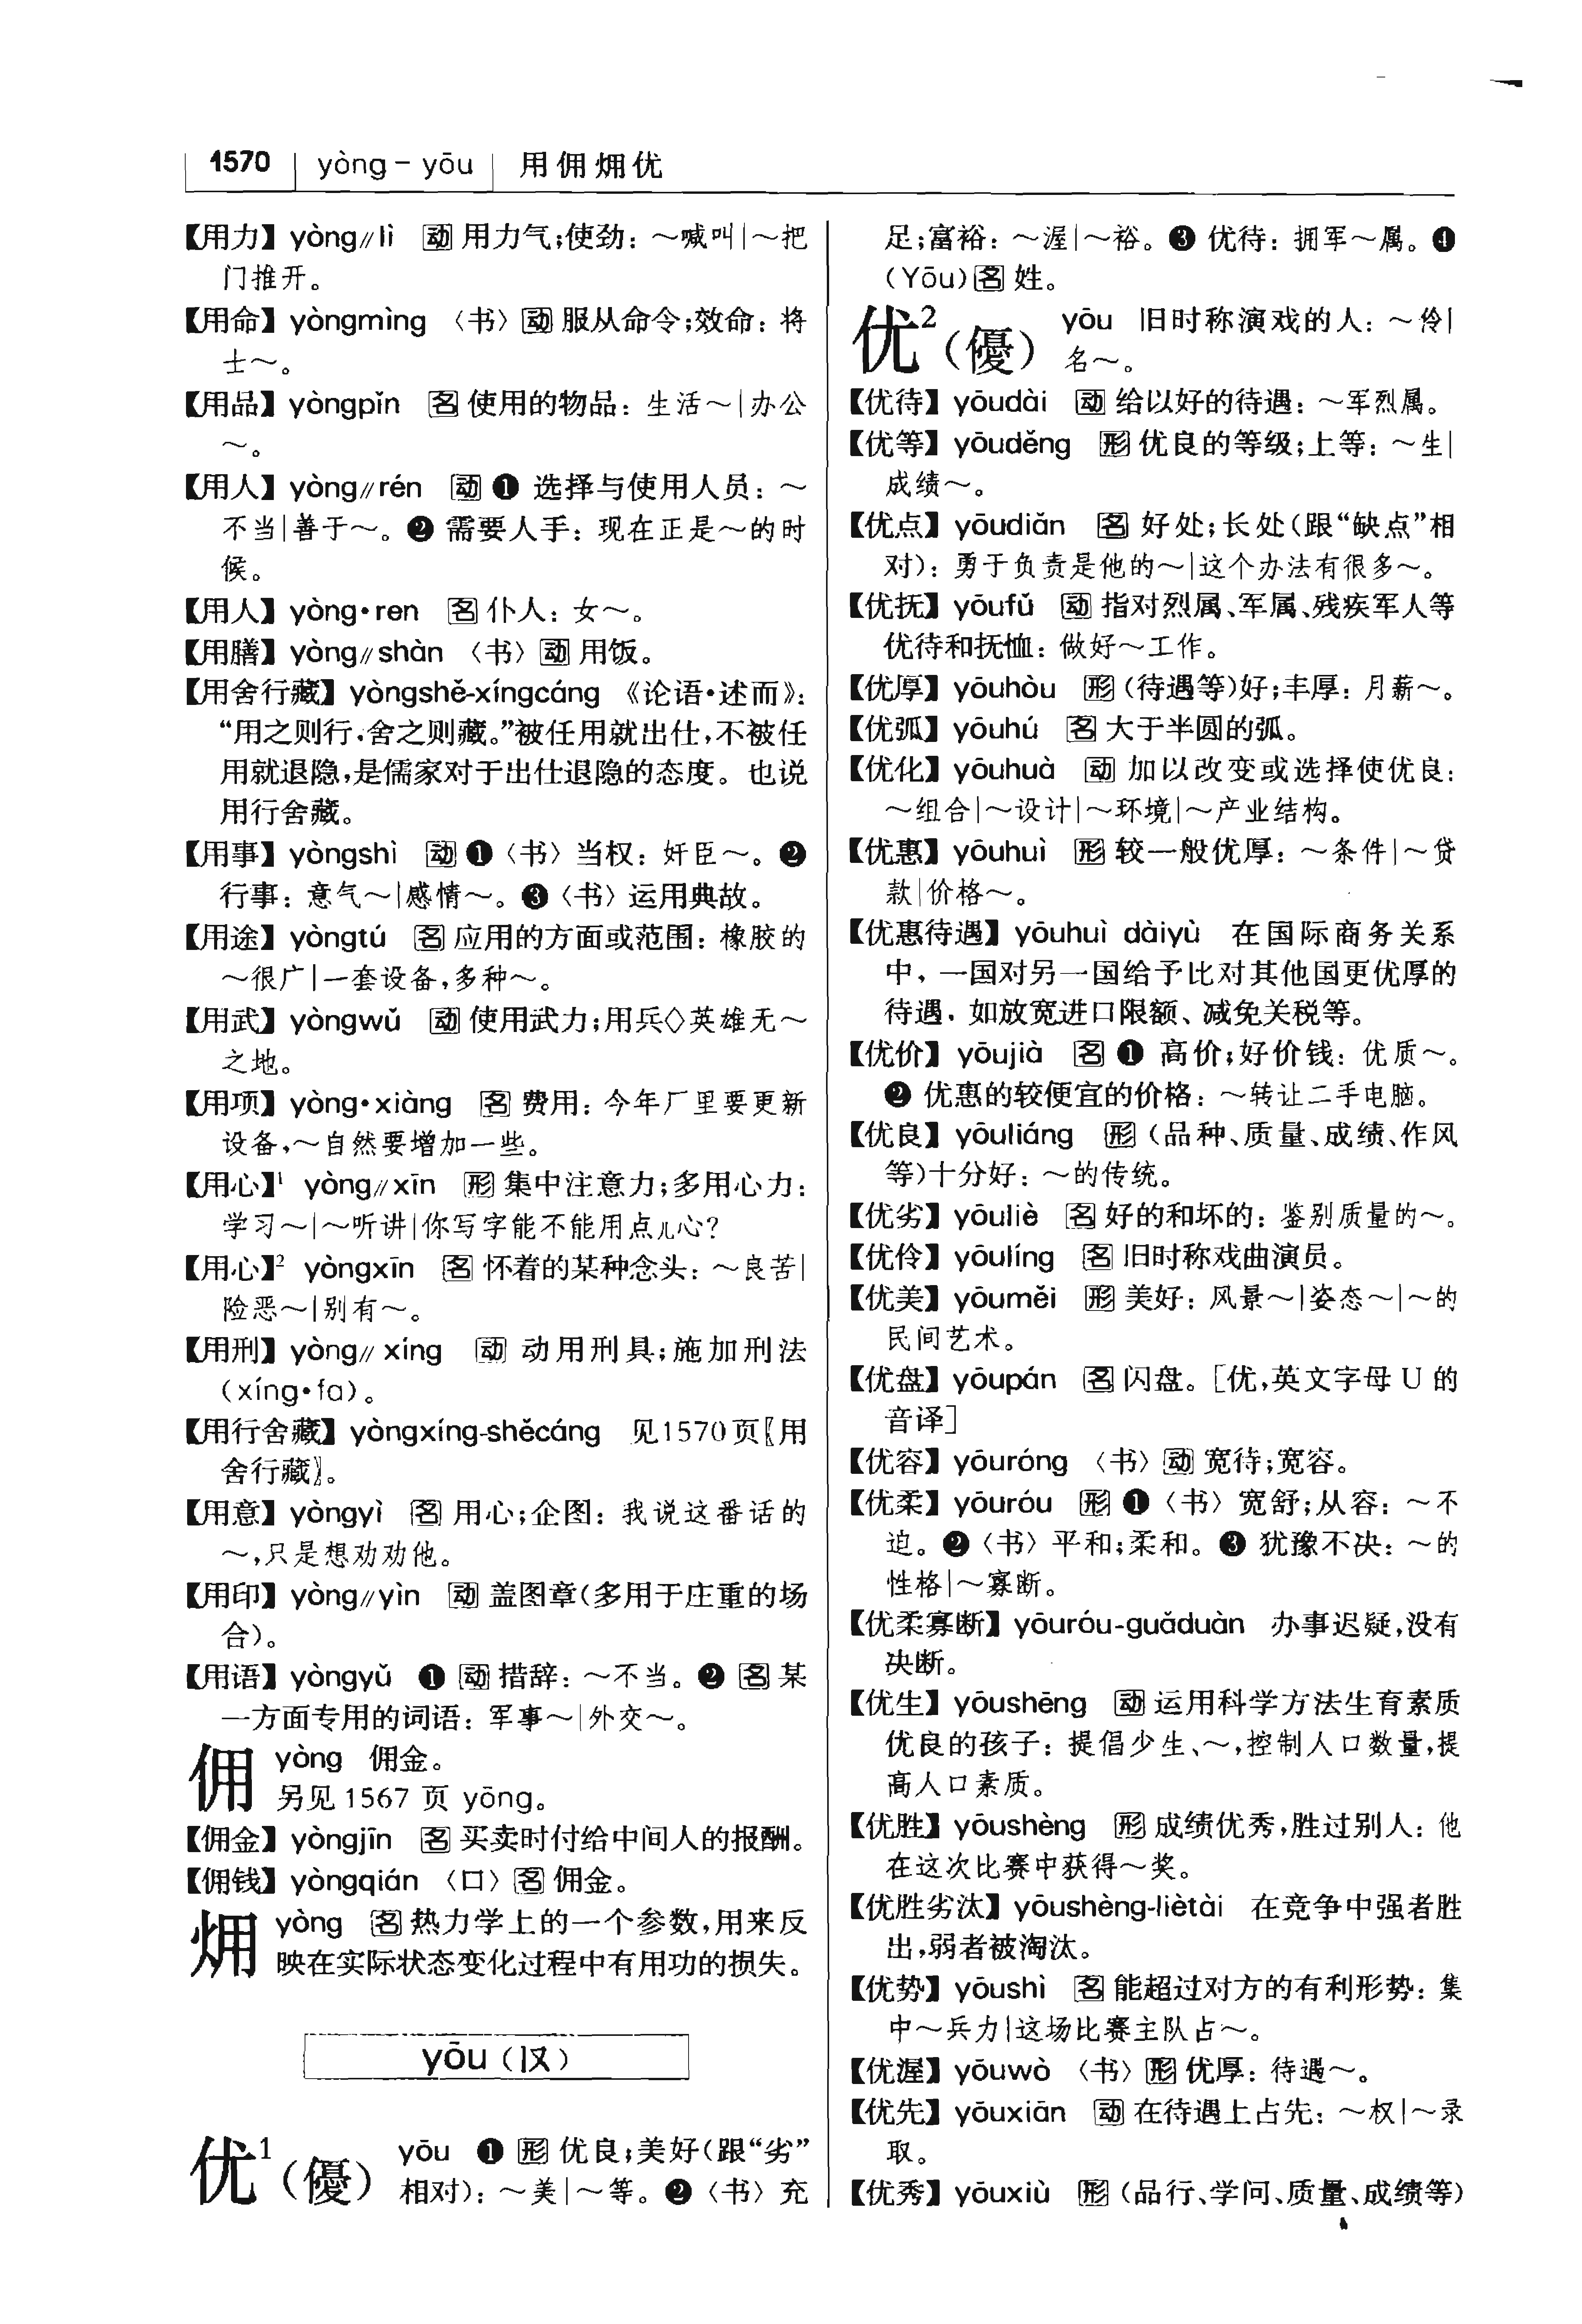 1570 yòng – yōu 用佣㶲优
【用力】 yòng∥lì 动 用力气;使劲：～喊叫|～把
门推开。
【用命】 yòngmìng 〈书〉动 服从命令;效命：将
士～。
【用品】 yòngpǐn 名 使用的物品：生活～|办公
～。
【用人】 yòng∥rén 动 ❶ 选择与使用人员：～
不当|善于～。❷ 需要人手：现在正是～的时
候。
【用人】 yòng·ren 名 仆人：女～。
【用膳】 yòng∥shàn 〈书〉动 用饭。
【用舍行藏】 yòngshě-xíngcáng 《论语·述而》：
“用之则行,舍之则藏。”被任用就出仕,不被任
用就退隐,是儒家对于出仕退隐的态度。也说
用行舍藏。
【用事】 yòngshì 动 ❶〈书〉当权：奸臣～。❷
行事：意气～|感情～。❸〈书〉运用典故。
【用途】 yòngtú 名 应用的方面或范围：橡胶的
～很广|一套设备,多种～。
【用武】 yòngwǔ 动 使用武力;用兵◇英雄无～
之地。
【用项】 yòng·xiàng 名 费用：今年厂里要更新
设备,～自然要增加一些。
【用心】¹ yòng∥xīn 形 集中注意力;多用心力：
学习～|～听讲|你写字能不能用点儿心?
【用心】² yòngxīn 名 怀着的某种念头：～良苦|
险恶～|别有～。
【用刑】 yòng∥xíng 动 动用刑具;施加刑法
(xíng·fa)。
【用行舍藏】 yòngxíng-shěcáng 见1570页〖用
舍行藏〗。
【用意】 yòngyì 名 用心;企图：我说这番话的
～,只是想劝劝他。
【用印】 yòng∥yìn 动 盖图章(多用于庄重的场
合)。
【用语】 yòngyǔ ❶ 动 措辞：～不当。❷ 名 某
一方面专用的词语：军事～|外交～。
佣 yòng 佣金。
另见 1567 页 yōng。
【佣金】 yòngjīn 名 买卖时付给中间人的报酬。
【佣钱】 yòngqián 〈口〉名 佣金。
㶲 yòng 名 热力学上的一个参数,用来反
映在实际状态变化过程中有用功的损失。
yōu (ㄧㄡ)
优¹(優) yōu ❶ 形 优良;美好(跟“劣”
相对)：～美|～等。❷〈书〉充
足;富裕：～渥|～裕。❸ 优待：拥军～属。❹
(Yōu)名 姓。
优²(優) yōu 旧时称演戏的人：～伶|
名～。
【优待】 yōudài 动 给以好的待遇：～军烈属。
【优等】 yōuděng 形 优良的等级;上等：～生|
成绩～。
【优点】 yōudiǎn 名 好处;长处(跟“缺点”相
对)：勇于负责是他的～|这个办法有很多～。
【优抚】 yōufǔ 动 指对烈属、军属、残疾军人等
优待和抚恤：做好～工作。
【优厚】 yōuhòu 形 (待遇等)好;丰厚：月薪～。
【优弧】 yōuhú 名 大于半圆的弧。
【优化】 yōuhuà 动 加以改变或选择使优良：
～组合|～设计|～环境|～产业结构。
【优惠】 yōuhuì 形 较一般优厚：～条件|～贷
款|价格～。
【优惠待遇】 yōuhuì dàiyù 在国际商务关系
中，一国对另一国给予比对其他国更优厚的
待遇，如放宽进口限额、减免关税等。
【优价】 yōujià 名 ❶ 高价;好价钱：优质～。
❷ 优惠的较便宜的价格：～转让二手电脑。
【优良】 yōuliáng 形 (品种、质量、成绩、作风
等)十分好：～的传统。
【优劣】 yōuliè 名 好的和坏的：鉴别质量的～。
【优伶】 yōulíng 名 旧时称戏曲演员。
【优美】 yōuměi 形 美好：风景～|姿态～|～的
民间艺术。
【优盘】 yōupán 名 闪盘。[优,英文字母 U 的
音译]
【优容】 yōuróng 〈书〉动 宽待;宽容。
【优柔】 yōuróu 形 ❶〈书〉宽舒;从容：～不
迫。❷〈书〉平和;柔和。❸ 犹豫不决：～的
性格|～寡断。
【优柔寡断】 yōuróu-guǎduàn 办事迟疑,没有
决断。
【优生】 yōushēng 动 运用科学方法生育素质
优良的孩子：提倡少生、～,控制人口数量,提
高人口素质。
【优胜】 yōushèng 形 成绩优秀,胜过别人：他
在这次比赛中获得～奖。
【优胜劣汰】 yōushèng-liètài 在竞争中强者胜
出,弱者被淘汰。
【优势】 yōushì 名 能超过对方的有利形势：集
中～兵力|这场比赛主队占～。
【优渥】 yōuwò 〈书〉形 优厚：待遇～。
【优先】 yōuxiān 动 在待遇上占先：～权|～录
取。
【优秀】 yōuxiù 形 (品行、学问、质量、成绩等)